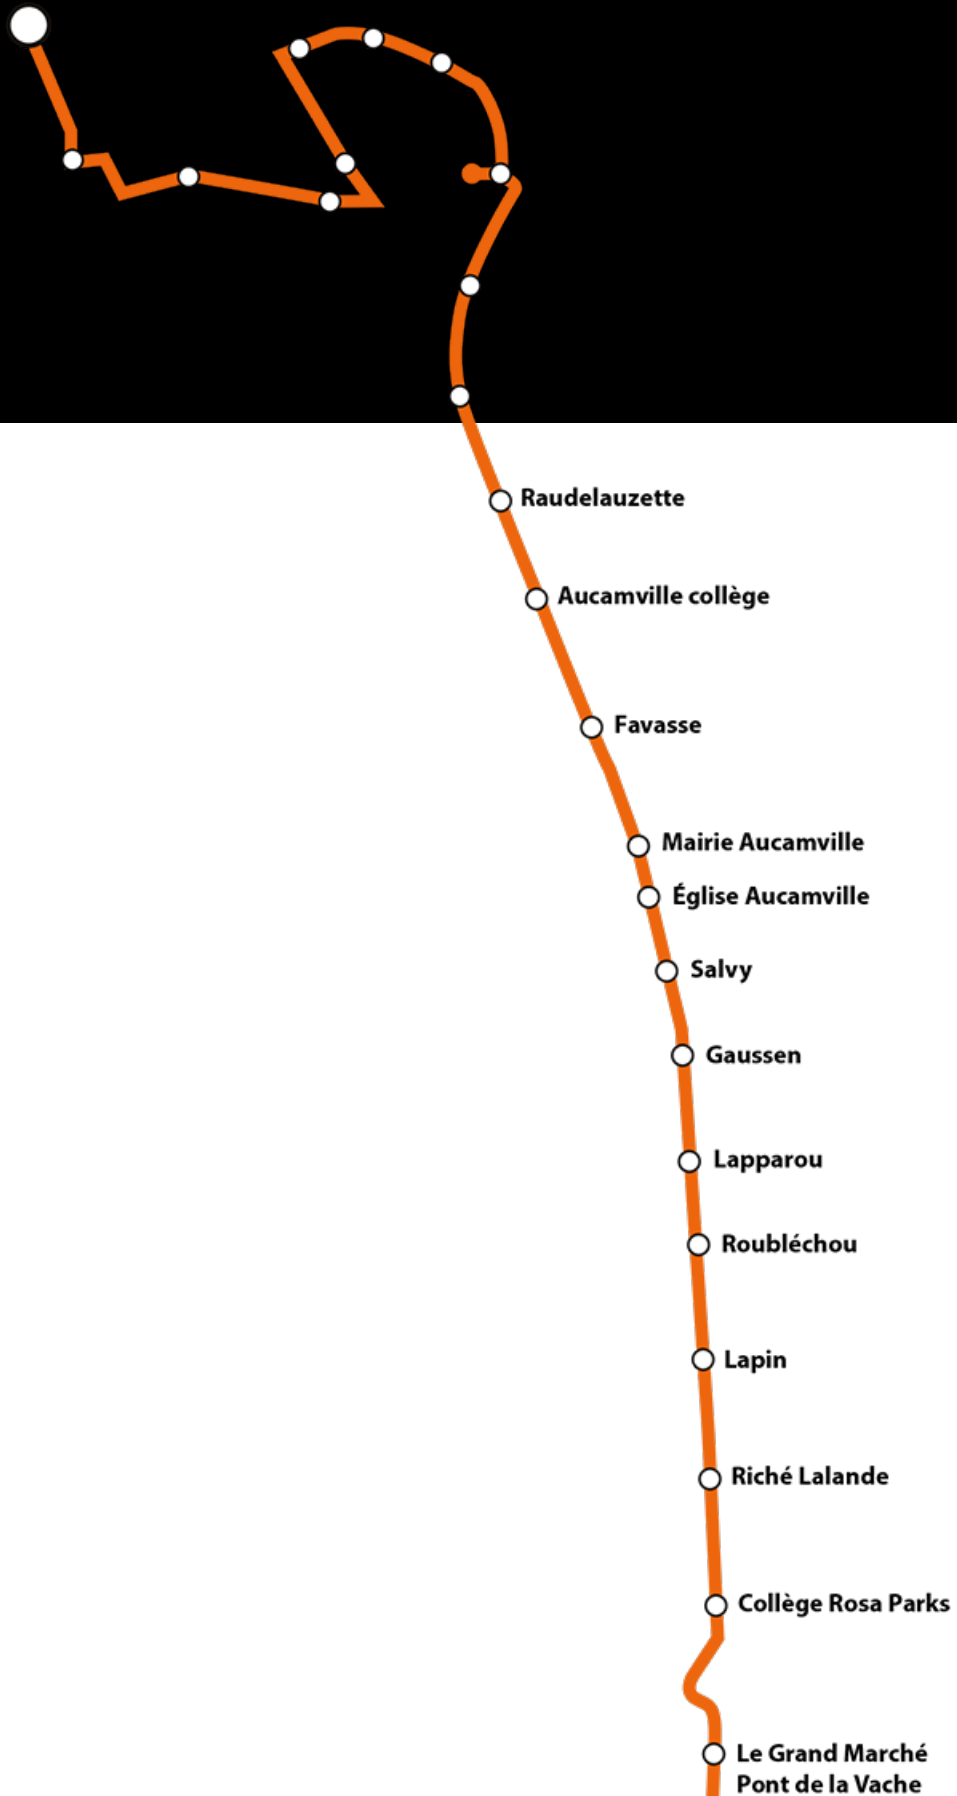 Raudelauzette
Aucamville collège
Favasse
Mairie Aucamville
Église Aucamville
Salvy
Gaussen
Lapparou
Roubléchou
Lapin
Riché Lalande
Collège Rosa Parks
Le Grand Marché
Pont de la Vache